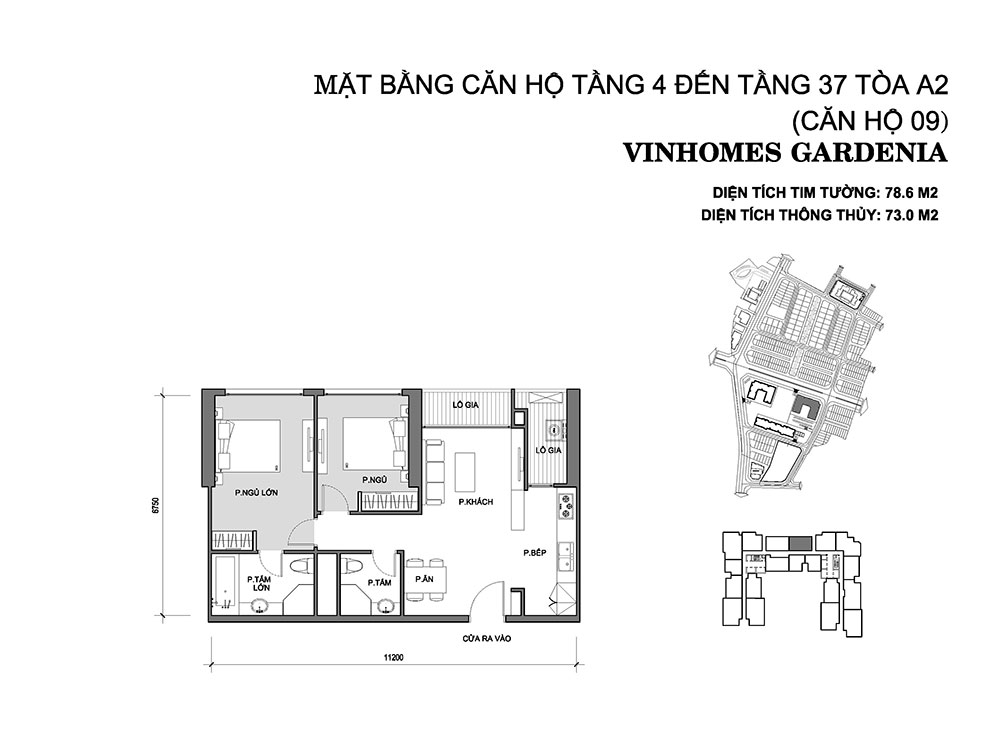 MẶT BẰNG CĂN HỘ TẦNG 4 ĐẾN TẦNG 37 TÒA A2
(CĂN HỘ 09)
VINHOMES GARDENIA
DIỆN TÍCH TIM TƯỜNG: 78.6 M2
DIỆN TÍCH THÔNG THỦY: 73.0 M2
LÔ GIA
LÔ GIA
P.NGỦ LỚN
P.NGỦ
P.KHÁCH
P.BẾP
P.TẮM
LỚN
P.TẮM
P.ĂN
CỬA RA VÀO
6750
11200